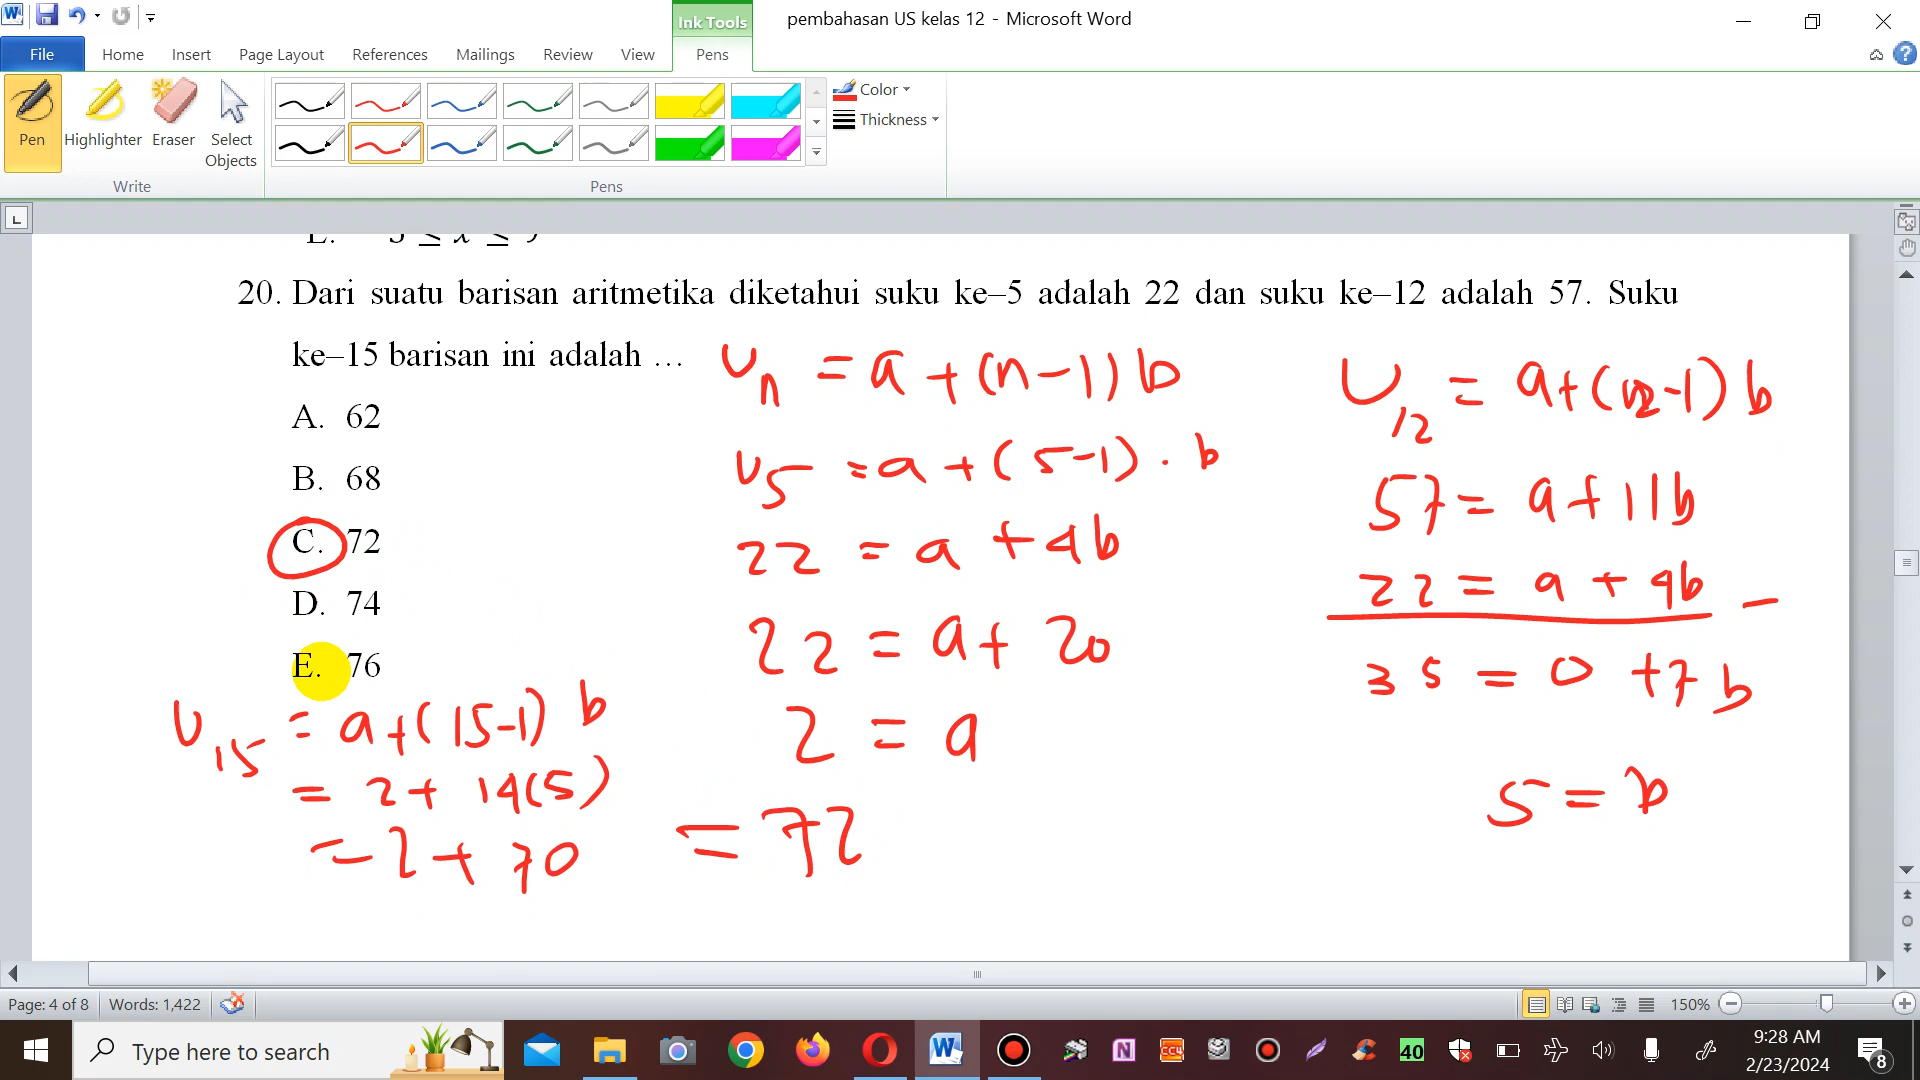 pembahasan US kelas 12 - Microsoft Word
Ink Tools
File Home Insert Page Layout References Mailings Review View Pens
Pen Highlighter Eraser Select Objects
Color
Thickness
Write Pens
20. Dari suatu barisan aritmetika diketahui suku ke–5 adalah 22 dan suku ke–12 adalah 57. Suku
ke–15 barisan ini adalah …
A. 62
B. 68
C. 72
D. 74
E. 76
U₁₅ = a+(15-1) b
= 2+ 14(5)
= 2 + 70 = 72
Uₙ = a +(n-1) b
U₅ = a + (5-1) . b
22 = a + 4b
22 = a + 20
2 = a
U₁₂ = a+(12-1) b
57 = a + 11b
22 = a + 4b –
35 = 0 + 7b
5 = b
Page: 4 of 8 Words: 1,422 150%
Type here to search
CC4
40
9:28 AM
2/23/2024
8